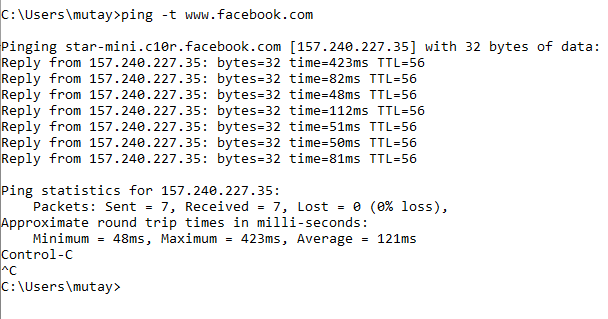 C:\Users\mutay>ping -t www.facebook.com
Pinging star-mini.c10r.facebook.com [157.240.227.35] with 32 bytes of data:
Reply from 157.240.227.35: bytes=32 time=423ms TTL=56
Reply from 157.240.227.35: bytes=32 time=82ms TTL=56
Reply from 157.240.227.35: bytes=32 time=48ms TTL=56
Reply from 157.240.227.35: bytes=32 time=112ms TTL=56
Reply from 157.240.227.35: bytes=32 time=51ms TTL=56
Reply from 157.240.227.35: bytes=32 time=50ms TTL=56
Reply from 157.240.227.35: bytes=32 time=81ms TTL=56
Ping statistics for 157.240.227.35:
    Packets: Sent = 7, Received = 7, Lost = 0 (0% loss),
Approximate round trip times in milli-seconds:
    Minimum = 48ms, Maximum = 423ms, Average = 121ms
Control-C
^C
C:\Users\mutay>